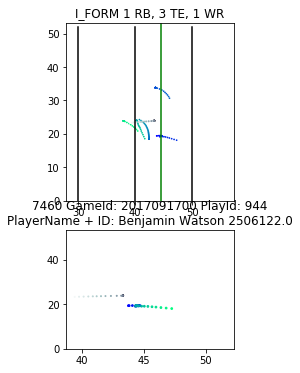 I_FORM 1 RB, 3 TE, 1 WR
50
40
30
20
10
0
30 40 50
7460 GameId: 2017091700 PlayId: 944
PlayerName + ID: Benjamin Watson 2506122.0
40
20
0
40 45 50